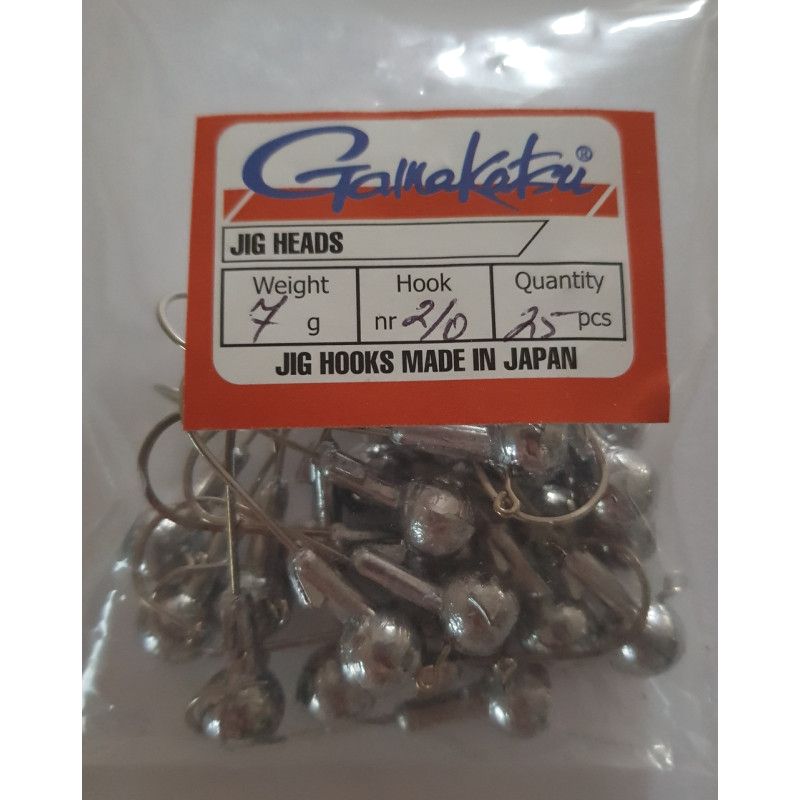 Gamakatsu®
JIG HEADS
Weight Hook Quantity
7 g nr 2/0 25 pcs
JIG HOOKS MADE IN JAPAN